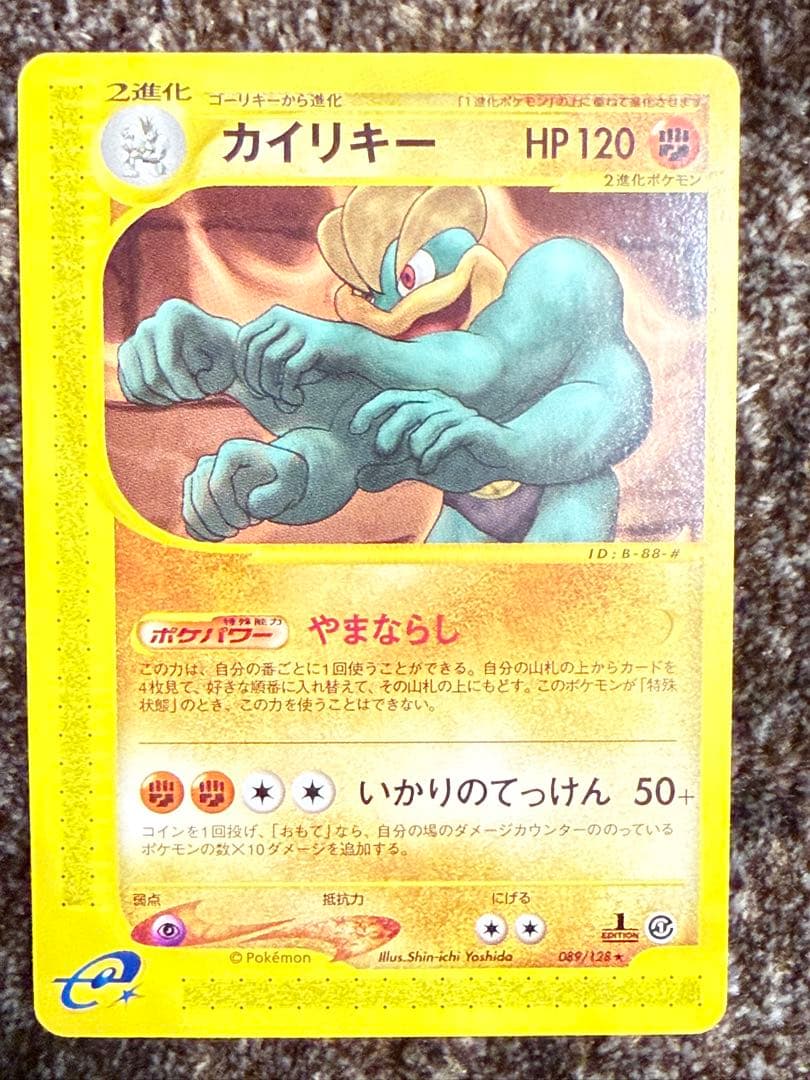 2進化 ゴーリキーから進化 「1進化ポケモン」の上に重ねて進化させます
カイリキー HP 120
2進化ポケモン
ID : B-88-#
特殊能力
ポケパワー やまならし
この力は、自分の番ごとに1回使うことができる。自分の山札の上からカードを
4枚見て、好きな順番に入れ替えて、その山札の上にもどす。このポケモンが「特殊
状態」のとき、この力を使うことはできない。
いかりのてっけん 50+
コインを1回投げ、「おもて」なら、自分の場のダメージカウンターののっている
ポケモンの数×10ダメージを追加する。
弱点 抵抗力 にげる
1
EDITION
© Pokémon Illus. Shin-ichi Yoshida 089/128 ★
e